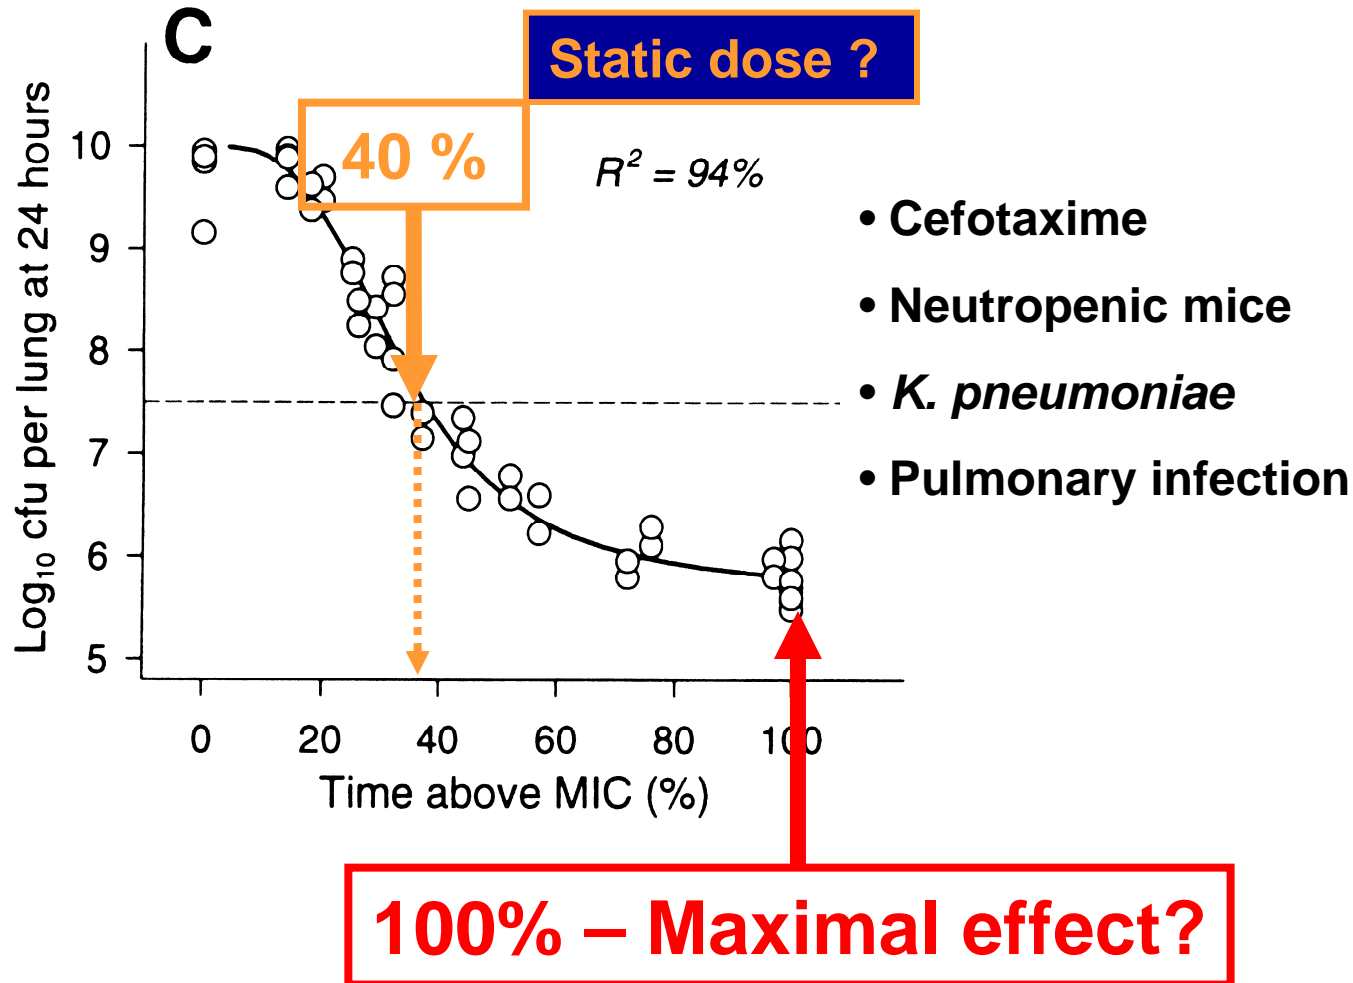 C
Static dose ?
40 %
R² = 94%
Log₁₀ cfu per lung at 24 hours
10
9
8
7
6
5
0 20 40 60 80 100
Time above MIC (%)
• Cefotaxime
• Neutropenic mice
• K. pneumoniae
• Pulmonary infection
100% – Maximal effect?